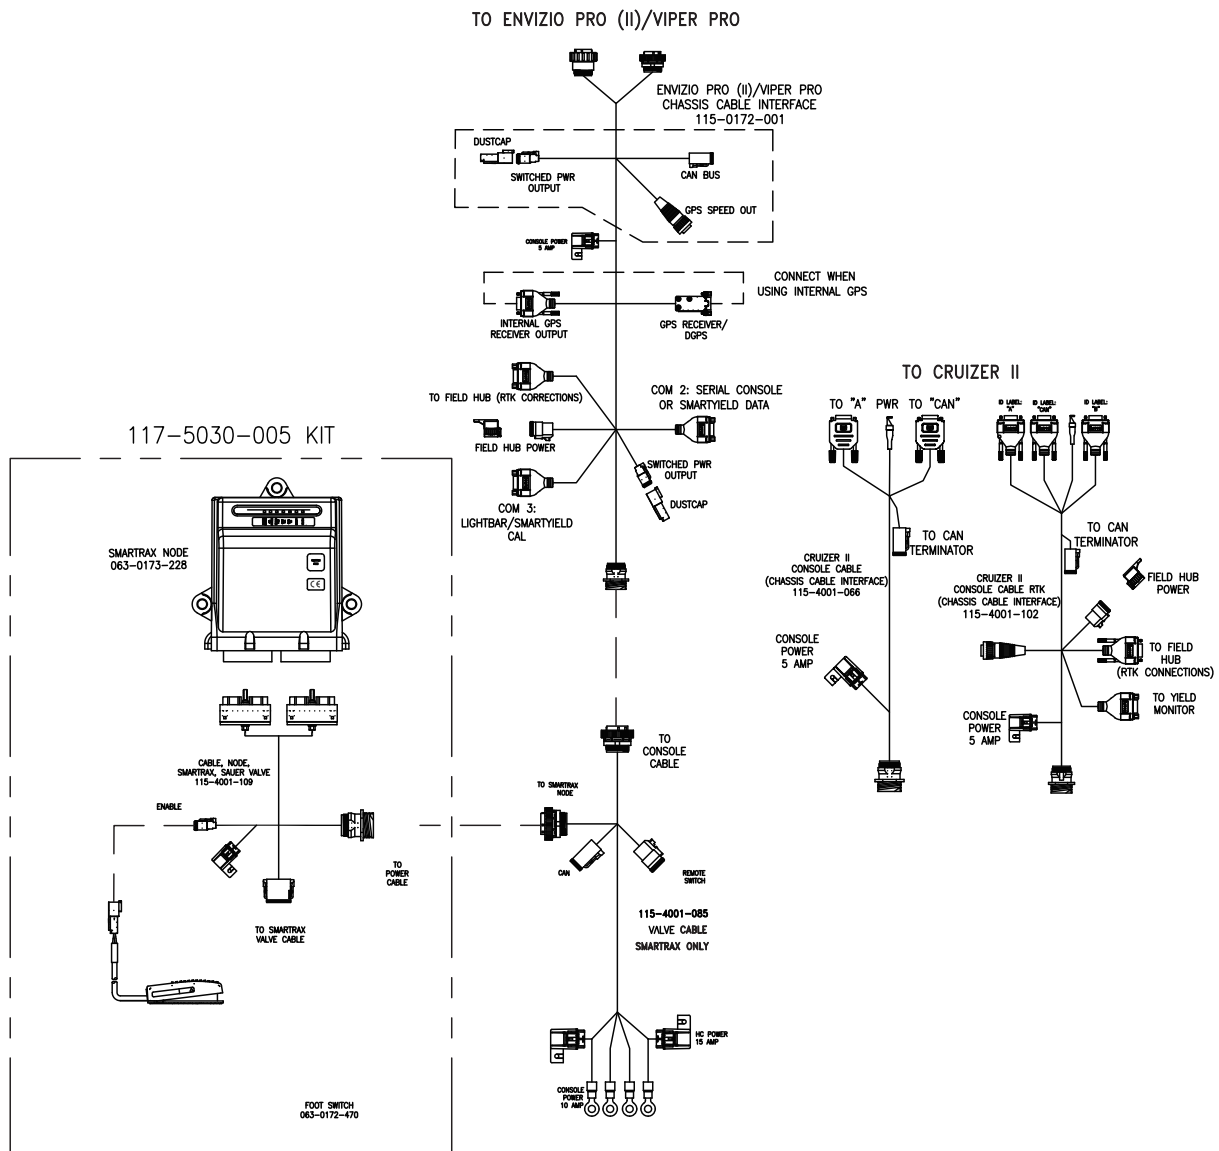 TO ENVIZIO PRO (II)/VIPER PRO
ENVIZIO PRO (II)/VIPER PRO
CHASSIS CABLE INTERFACE
115-0172-001
DUSTCAP
SWITCHED PWR
OUTPUT
CAN BUS
GPS SPEED OUT
CONSOLE POWER
5 AMP
CONNECT WHEN
USING INTERNAL GPS
INTERNAL GPS
RECEIVER OUTPUT
GPS RECEIVER/
DGPS
TO FIELD HUB (RTK CORRECTIONS)
COM 2: SERIAL CONSOLE
OR SMARTYIELD DATA
FIELD HUB POWER
SWITCHED PWR
OUTPUT
DUSTCAP
COM 3:
LIGHTBAR/SMARTYIELD
CAL
TO CRUIZER II
TO "A" PWR TO "CAN"
ID LABEL:
"A"
ID LABEL:
"CAN"
ID LABEL:
"B"
TO CAN
TERMINATOR
CRUIZER II
CONSOLE CABLE
(CHASSIS CABLE INTERFACE)
115-4001-066
CONSOLE
POWER
5 AMP
TO CAN
TERMINATOR
CRUIZER II
CONSOLE CABLE RTK
(CHASSIS CABLE INTERFACE)
115-4001-102
FIELD HUB
POWER
TO FIELD
HUB
(RTK CONNECTIONS)
TO YIELD
MONITOR
CONSOLE
POWER
5 AMP
117-5030-005 KIT
SMARTRAX NODE
063-0173-228
CE
CABLE, NODE,
SMARTRAX, SAUER VALVE
115-4001-109
ENABLE
TO
POWER
CABLE
TO SMARTRAX
VALVE CABLE
FOOT SWITCH
063-0172-470
TO
CONSOLE
CABLE
TO SMARTRAX
NODE
CAN
REMOTE
SWITCH
115-4001-085
VALVE CABLE
SMARTRAX ONLY
HC POWER
15 AMP
CONSOLE
POWER
10 AMP